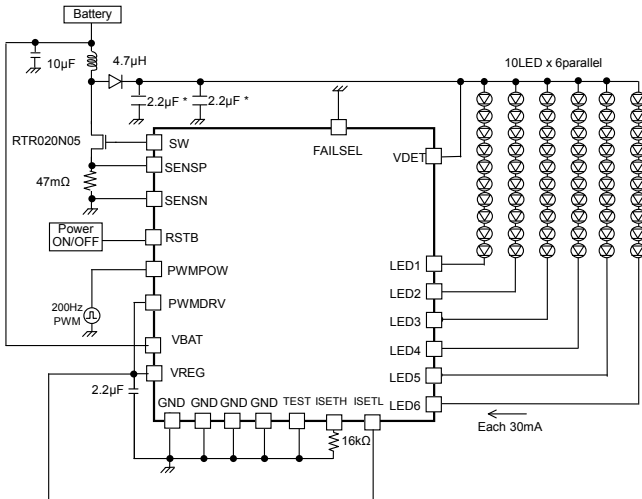 Battery
10µF
4.7µH
2.2µF *
2.2µF *
10LED x 6parallel
RTR020N05
SW
FAILSEL
VDET
SENSP
47mΩ
SENSN
Power
ON/OFF
RSTB
PWMPOW
LED1
LED2
200Hz
PWM
PWMDRV
LED3
VBAT
LED4
VREG
LED5
2.2µF
GND
GND
GND
GND
TEST
ISETH
ISETL
LED6
16kΩ
Each 30mA